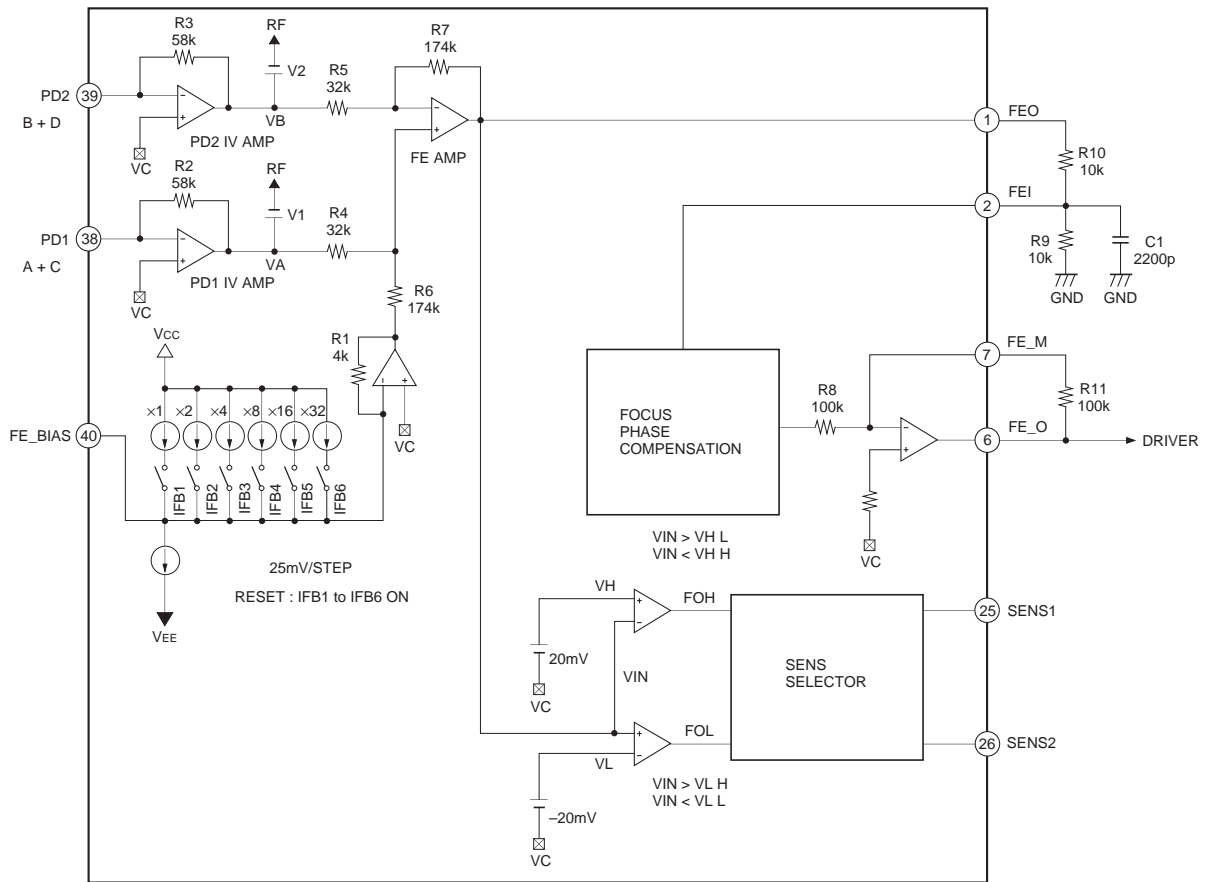 R3
58k
RF
V2
R5
32k
R7
174k
PD2
39
B + D
VC
PD2 IV AMP
VB
FE AMP
R2
58k
RF
V1
R4
32k
PD1
38
A + C
VC
PD1 IV AMP
VA
R6
174k
R1
4k
VC
VCC
×1
×2
×4
×8
×16
×32
FE_BIAS
40
IFB1
IFB2
IFB3
IFB4
IFB5
IFB6
25mV/STEP
RESET : IFB1 to IFB6 ON
VEE
1
FEO
R10
10k
2
FEI
R9
10k
C1
2200p
GND
GND
FOCUS
PHASE
COMPENSATION
R8
100k
7
FE_M
R11
100k
6
FE_O
DRIVER
VC
VIN > VH L
VIN < VH H
VH
FOH
20mV
VC
VIN
SENS
SELECTOR
25
SENS1
VL
FOL
26
SENS2
VIN > VL H
VIN < VL L
–20mV
VC